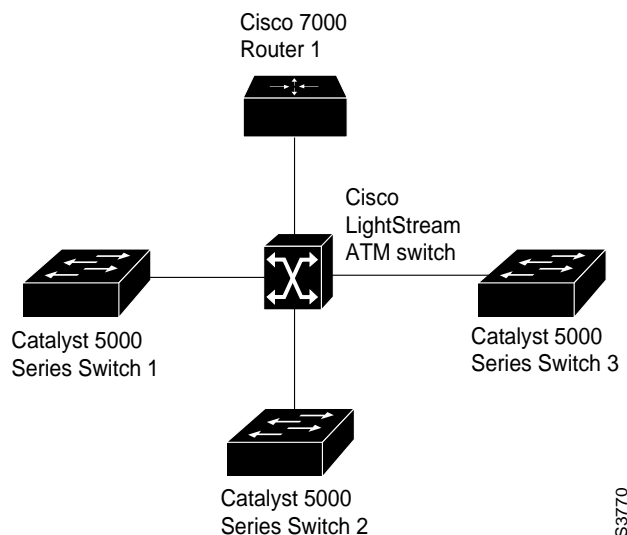 Cisco 7000
Router 1
Cisco
LightStream
ATM switch
Catalyst 5000
Series Switch 1
Catalyst 5000
Series Switch 3
Catalyst 5000
Series Switch 2
S3770